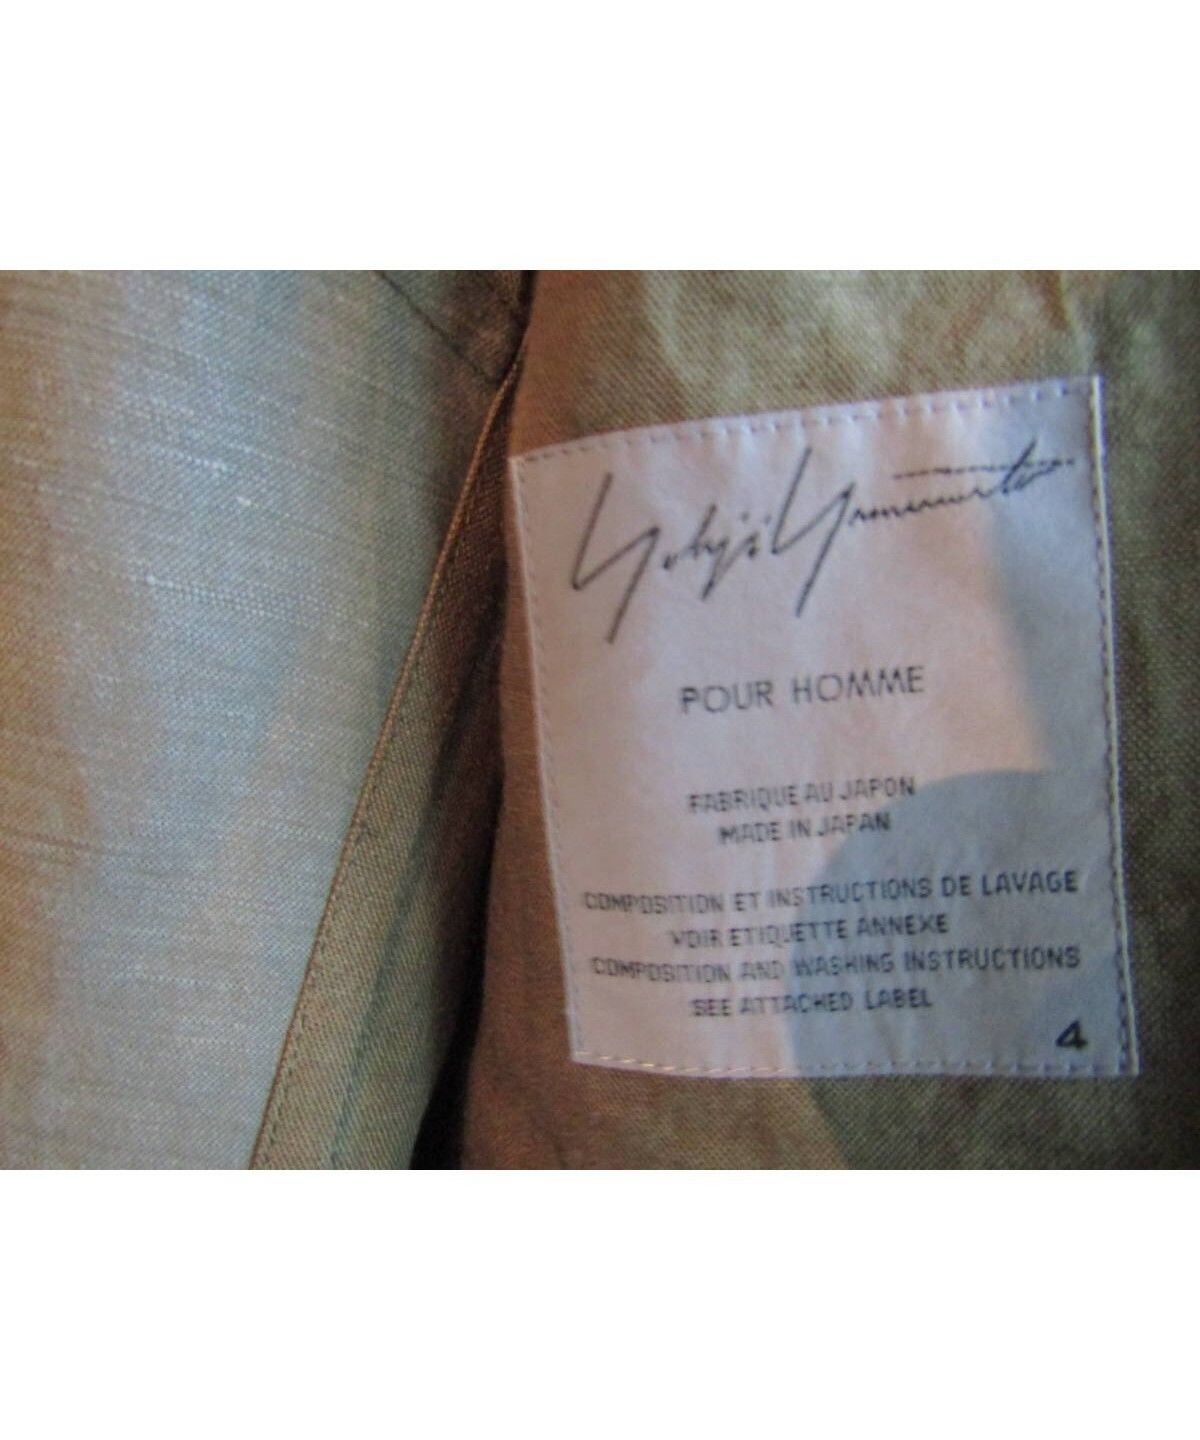 Yohji Yamamoto
POUR HOMME
FABRIQUE AU JAPON
MADE IN JAPAN
COMPOSITION ET INSTRUCTIONS DE LAVAGE
VOIR ETIQUETTE ANNEXE
COMPOSITION AND WASHING INSTRUCTIONS
SEE ATTACHED LABEL
4